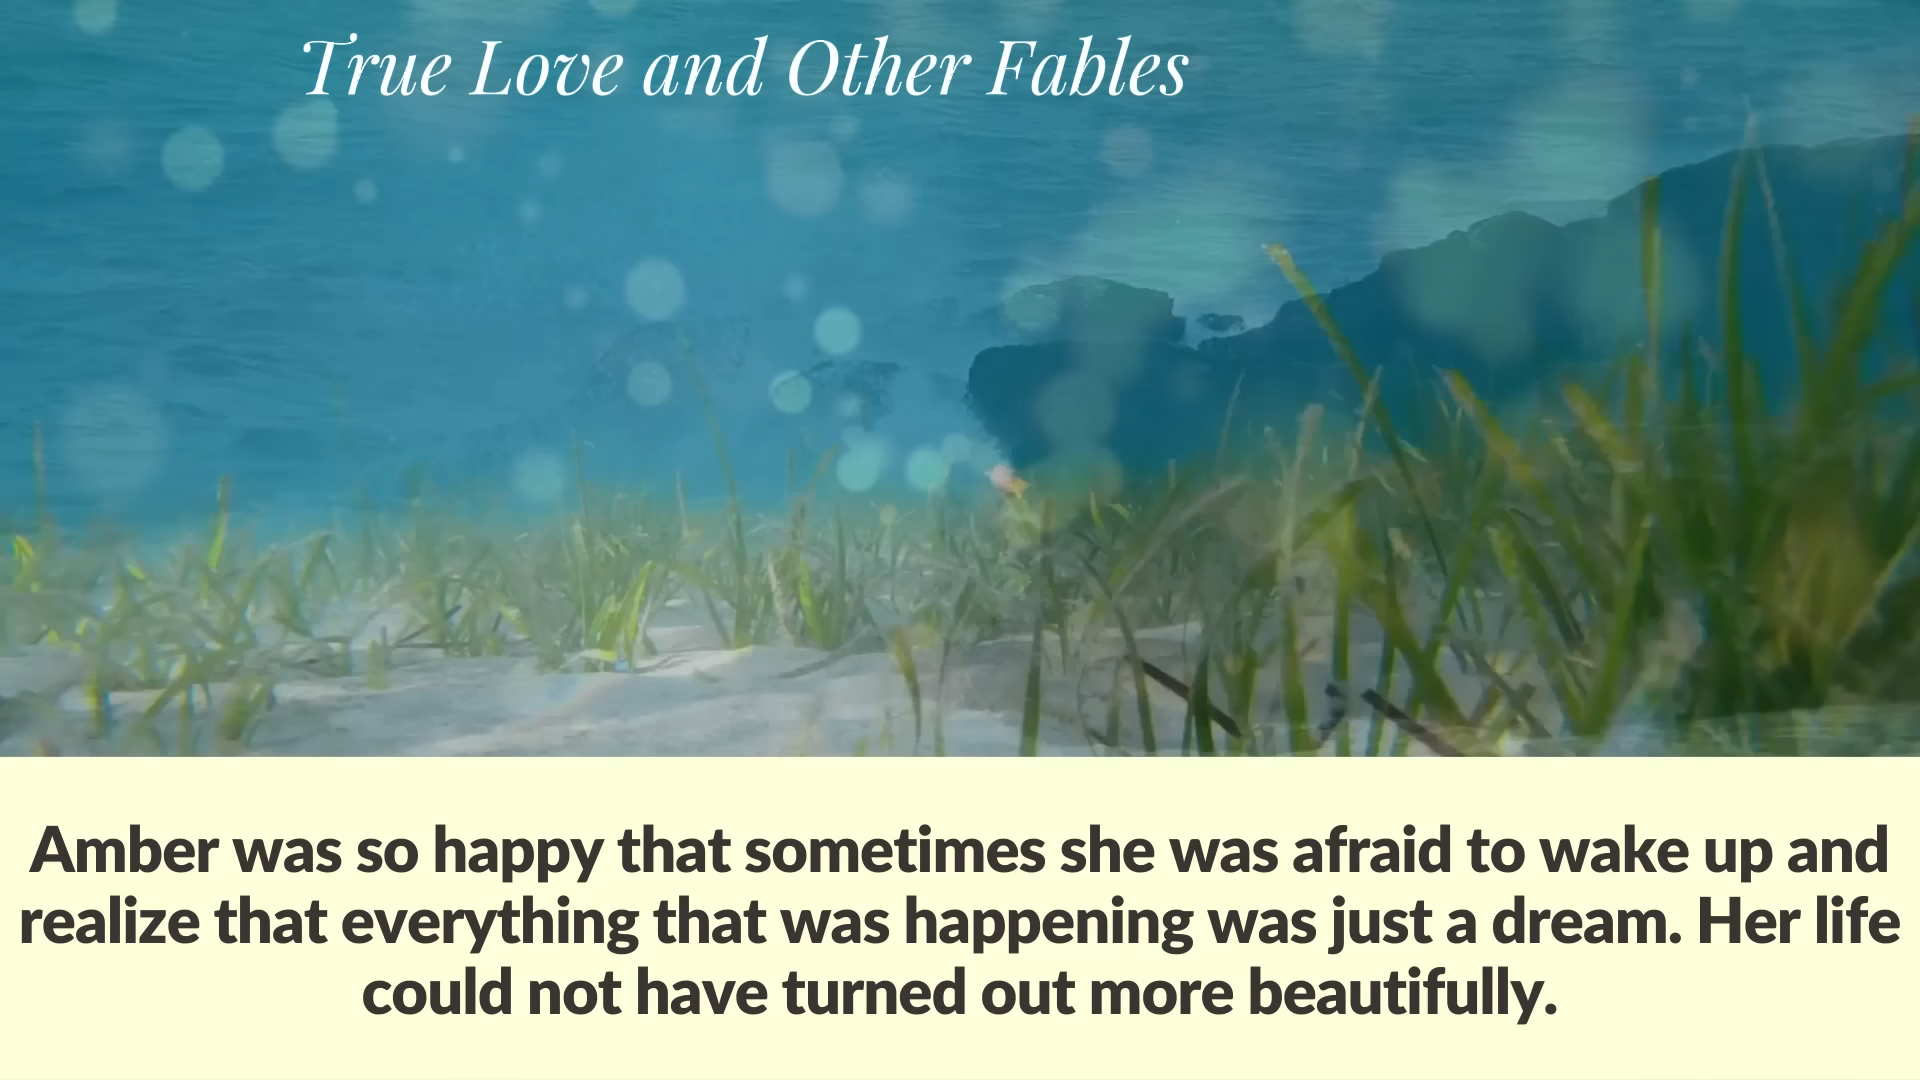 True Love and Other Fables
Amber was so happy that sometimes she was afraid to wake up and
realize that everything that was happening was just a dream. Her life
could not have turned out more beautifully.